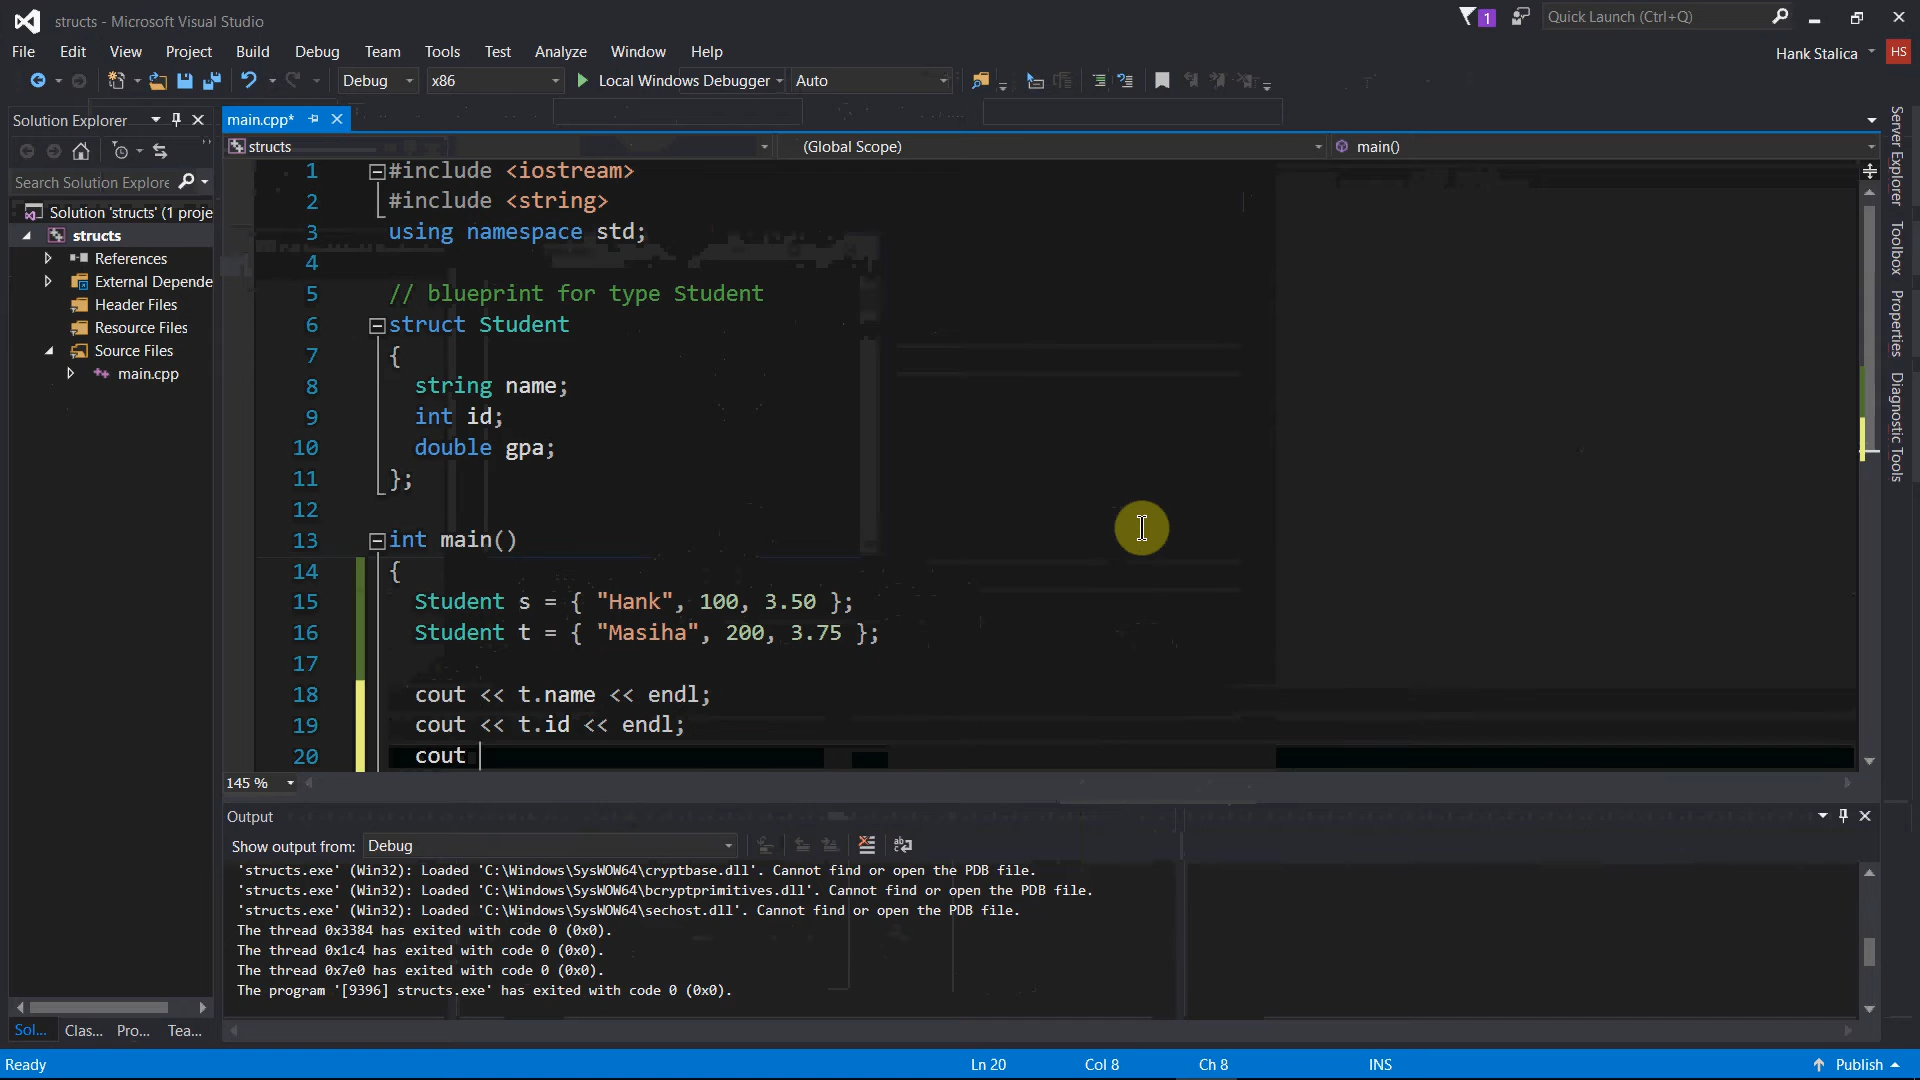 structs - Microsoft Visual Studio
1
Quick Launch (Ctrl+Q)
File Edit View Project Build Debug Team Tools Test Analyze Window Help
Hank Stalica
HS
Debug x86 Local Windows Debugger Auto
Solution Explorer
main.cpp*
structs (Global Scope) main()
Search Solution Explore
Solution 'structs' (1 proje
structs
References
External Depende
Header Files
Resource Files
Source Files
main.cpp
1 #include <iostream>
2 #include <string>
3 using namespace std;
4
5 // blueprint for type Student
6 struct Student
7 {
8 string name;
9 int id;
10 double gpa;
11 };
12
13 int main()
14 {
15 Student s = { "Hank", 100, 3.50 };
16 Student t = { "Masiha", 200, 3.75 };
17
18 cout << t.name << endl;
19 cout << t.id << endl;
20 cout
145 %
Server Explorer
Toolbox
Properties
Diagnostic Tools
Output
Show output from: Debug
'structs.exe' (Win32): Loaded 'C:\Windows\SysWOW64\cryptbase.dll'. Cannot find or open the PDB file.
'structs.exe' (Win32): Loaded 'C:\Windows\SysWOW64\bcryptprimitives.dll'. Cannot find or open the PDB file.
'structs.exe' (Win32): Loaded 'C:\Windows\SysWOW64\sechost.dll'. Cannot find or open the PDB file.
The thread 0x3384 has exited with code 0 (0x0).
The thread 0x1c4 has exited with code 0 (0x0).
The thread 0x7e0 has exited with code 0 (0x0).
The program '[9396] structs.exe' has exited with code 0 (0x0).
Sol... Clas... Pro... Tea...
Ready Ln 20 Col 8 Ch 8 INS Publish